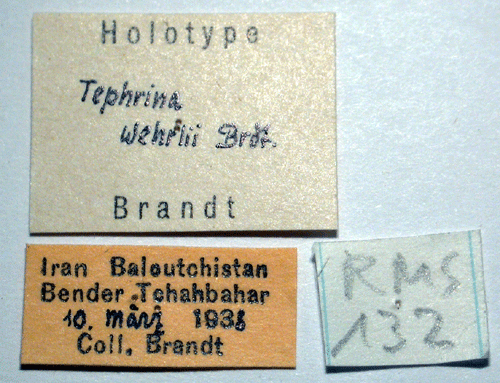 Holotype
Tephrina
wehrlii Brdt.
Brandt
Iran Baloutchistan
Bender Tchahbahar
10. März 1938
Coll. Brandt
RMS
132